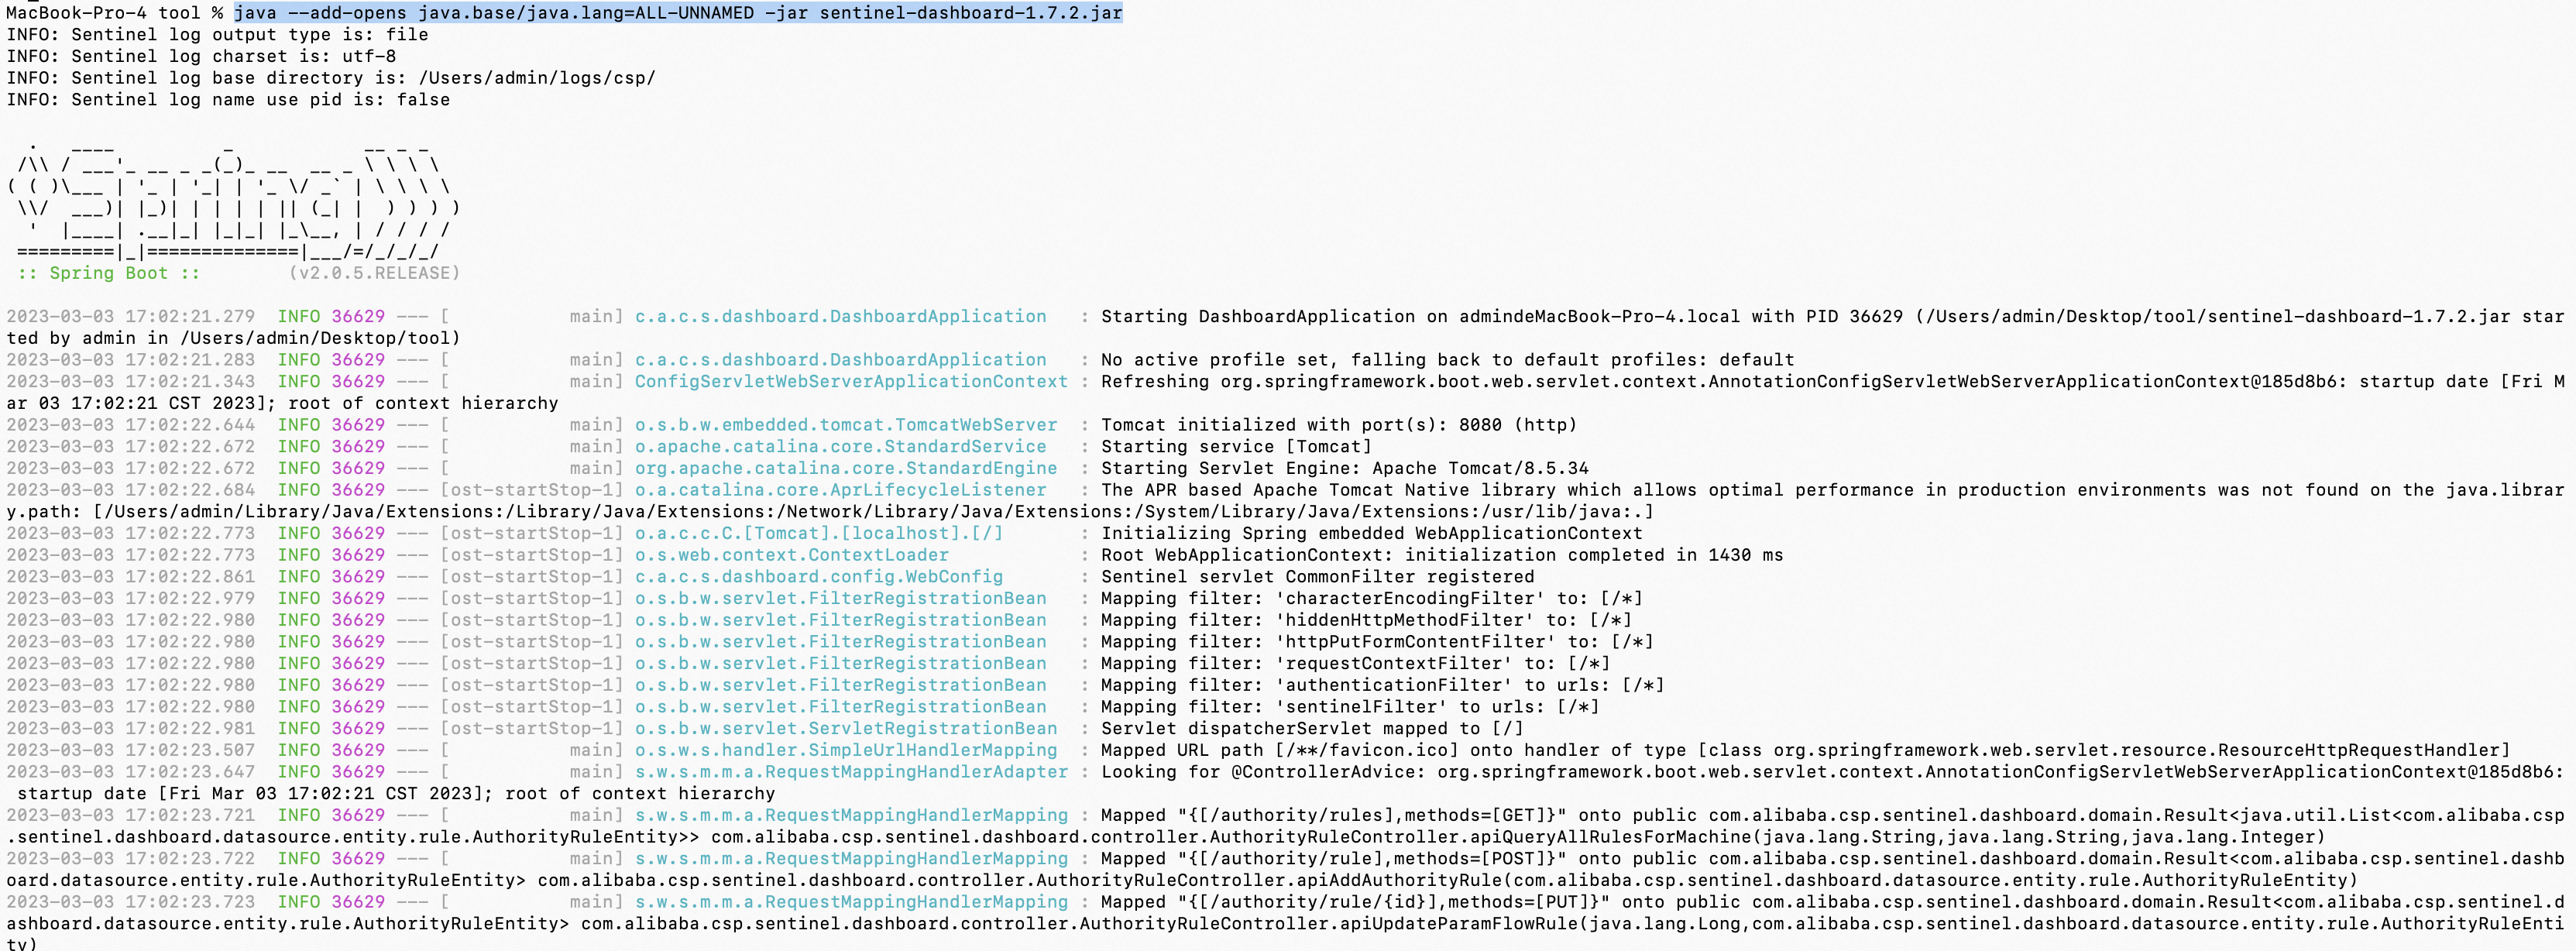 MacBook-Pro-4 tool % java --add-opens java.base/java.lang=ALL-UNNAMED -jar sentinel-dashboard-1.7.2.jar
INFO: Sentinel log output type is: file
INFO: Sentinel log charset is: utf-8
INFO: Sentinel log base directory is: /Users/admin/logs/csp/
INFO: Sentinel log name use pid is: false

  .   ____          _            __ _ _
 /\\ / ___'_ __ _ _(_)_ __  __ _ \ \ \ \
( ( )\___ | '_ | '_| | '_ \/ _` | \ \ \ \
 \\/  ___)| |_)| | | | | || (_| |  ) ) ) )
  '  |____| .__|_| |_|_| |_\__, | / / / /
 =========|_|==============|___/=/_/_/_/
 :: Spring Boot ::        (v2.0.5.RELEASE)

2023-03-03 17:02:21.279  INFO 36629 --- [           main] c.a.c.s.dashboard.DashboardApplication   : Starting DashboardApplication on admindeMacBook-Pro-4.local with PID 36629 (/Users/admin/Desktop/tool/sentinel-dashboard-1.7.2.jar star
ted by admin in /Users/admin/Desktop/tool)
2023-03-03 17:02:21.283  INFO 36629 --- [           main] c.a.c.s.dashboard.DashboardApplication   : No active profile set, falling back to default profiles: default
2023-03-03 17:02:21.343  INFO 36629 --- [           main] ConfigServletWebServerApplicationContext : Refreshing org.springframework.boot.web.servlet.context.AnnotationConfigServletWebServerApplicationContext@185d8b6: startup date [Fri M
ar 03 17:02:21 CST 2023]; root of context hierarchy
2023-03-03 17:02:22.644  INFO 36629 --- [           main] o.s.b.w.embedded.tomcat.TomcatWebServer  : Tomcat initialized with port(s): 8080 (http)
2023-03-03 17:02:22.672  INFO 36629 --- [           main] o.apache.catalina.core.StandardService   : Starting service [Tomcat]
2023-03-03 17:02:22.672  INFO 36629 --- [           main] org.apache.catalina.core.StandardEngine  : Starting Servlet Engine: Apache Tomcat/8.5.34
2023-03-03 17:02:22.684  INFO 36629 --- [ost-startStop-1] o.a.catalina.core.AprLifecycleListener   : The APR based Apache Tomcat Native library which allows optimal performance in production environments was not found on the java.librar
y.path: [/Users/admin/Library/Java/Extensions:/Library/Java/Extensions:/Network/Library/Java/Extensions:/System/Library/Java/Extensions:/usr/lib/java:.]
2023-03-03 17:02:22.773  INFO 36629 --- [ost-startStop-1] o.a.c.c.C.[Tomcat].[localhost].[/]       : Initializing Spring embedded WebApplicationContext
2023-03-03 17:02:22.773  INFO 36629 --- [ost-startStop-1] o.s.web.context.ContextLoader            : Root WebApplicationContext: initialization completed in 1430 ms
2023-03-03 17:02:22.861  INFO 36629 --- [ost-startStop-1] c.a.c.s.dashboard.config.WebConfig       : Sentinel servlet CommonFilter registered
2023-03-03 17:02:22.979  INFO 36629 --- [ost-startStop-1] o.s.b.w.servlet.FilterRegistrationBean   : Mapping filter: 'characterEncodingFilter' to: [/*]
2023-03-03 17:02:22.980  INFO 36629 --- [ost-startStop-1] o.s.b.w.servlet.FilterRegistrationBean   : Mapping filter: 'hiddenHttpMethodFilter' to: [/*]
2023-03-03 17:02:22.980  INFO 36629 --- [ost-startStop-1] o.s.b.w.servlet.FilterRegistrationBean   : Mapping filter: 'httpPutFormContentFilter' to: [/*]
2023-03-03 17:02:22.980  INFO 36629 --- [ost-startStop-1] o.s.b.w.servlet.FilterRegistrationBean   : Mapping filter: 'requestContextFilter' to: [/*]
2023-03-03 17:02:22.980  INFO 36629 --- [ost-startStop-1] o.s.b.w.servlet.FilterRegistrationBean   : Mapping filter: 'authenticationFilter' to urls: [/*]
2023-03-03 17:02:22.980  INFO 36629 --- [ost-startStop-1] o.s.b.w.servlet.FilterRegistrationBean   : Mapping filter: 'sentinelFilter' to urls: [/*]
2023-03-03 17:02:22.981  INFO 36629 --- [ost-startStop-1] o.s.b.w.servlet.ServletRegistrationBean  : Servlet dispatcherServlet mapped to [/]
2023-03-03 17:02:23.507  INFO 36629 --- [           main] o.s.w.s.handler.SimpleUrlHandlerMapping  : Mapped URL path [/**/favicon.ico] onto handler of type [class org.springframework.web.servlet.resource.ResourceHttpRequestHandler]
2023-03-03 17:02:23.647  INFO 36629 --- [           main] s.w.s.m.m.a.RequestMappingHandlerAdapter : Looking for @ControllerAdvice: org.springframework.boot.web.servlet.context.AnnotationConfigServletWebServerApplicationContext@185d8b6:
 startup date [Fri Mar 03 17:02:21 CST 2023]; root of context hierarchy
2023-03-03 17:02:23.721  INFO 36629 --- [           main] s.w.s.m.m.a.RequestMappingHandlerMapping : Mapped "{[/authority/rules],methods=[GET]}" onto public com.alibaba.csp.sentinel.dashboard.domain.Result<java.util.List<com.alibaba.csp
.sentinel.dashboard.datasource.entity.rule.AuthorityRuleEntity>> com.alibaba.csp.sentinel.dashboard.controller.AuthorityRuleController.apiQueryAllRulesForMachine(java.lang.String,java.lang.String,java.lang.Integer)
2023-03-03 17:02:23.722  INFO 36629 --- [           main] s.w.s.m.m.a.RequestMappingHandlerMapping : Mapped "{[/authority/rule],methods=[POST]}" onto public com.alibaba.csp.sentinel.dashboard.domain.Result<com.alibaba.csp.sentinel.dashb
oard.datasource.entity.rule.AuthorityRuleEntity> com.alibaba.csp.sentinel.dashboard.controller.AuthorityRuleController.apiAddAuthorityRule(com.alibaba.csp.sentinel.dashboard.datasource.entity.rule.AuthorityRuleEntity)
2023-03-03 17:02:23.723  INFO 36629 --- [           main] s.w.s.m.m.a.RequestMappingHandlerMapping : Mapped "{[/authority/rule/{id}],methods=[PUT]}" onto public com.alibaba.csp.sentinel.dashboard.domain.Result<com.alibaba.csp.sentinel.d
ashboard.datasource.entity.rule.AuthorityRuleEntity> com.alibaba.csp.sentinel.dashboard.controller.AuthorityRuleController.apiUpdateParamFlowRule(java.lang.Long,com.alibaba.csp.sentinel.dashboard.datasource.entity.rule.AuthorityRuleEnti
ty)